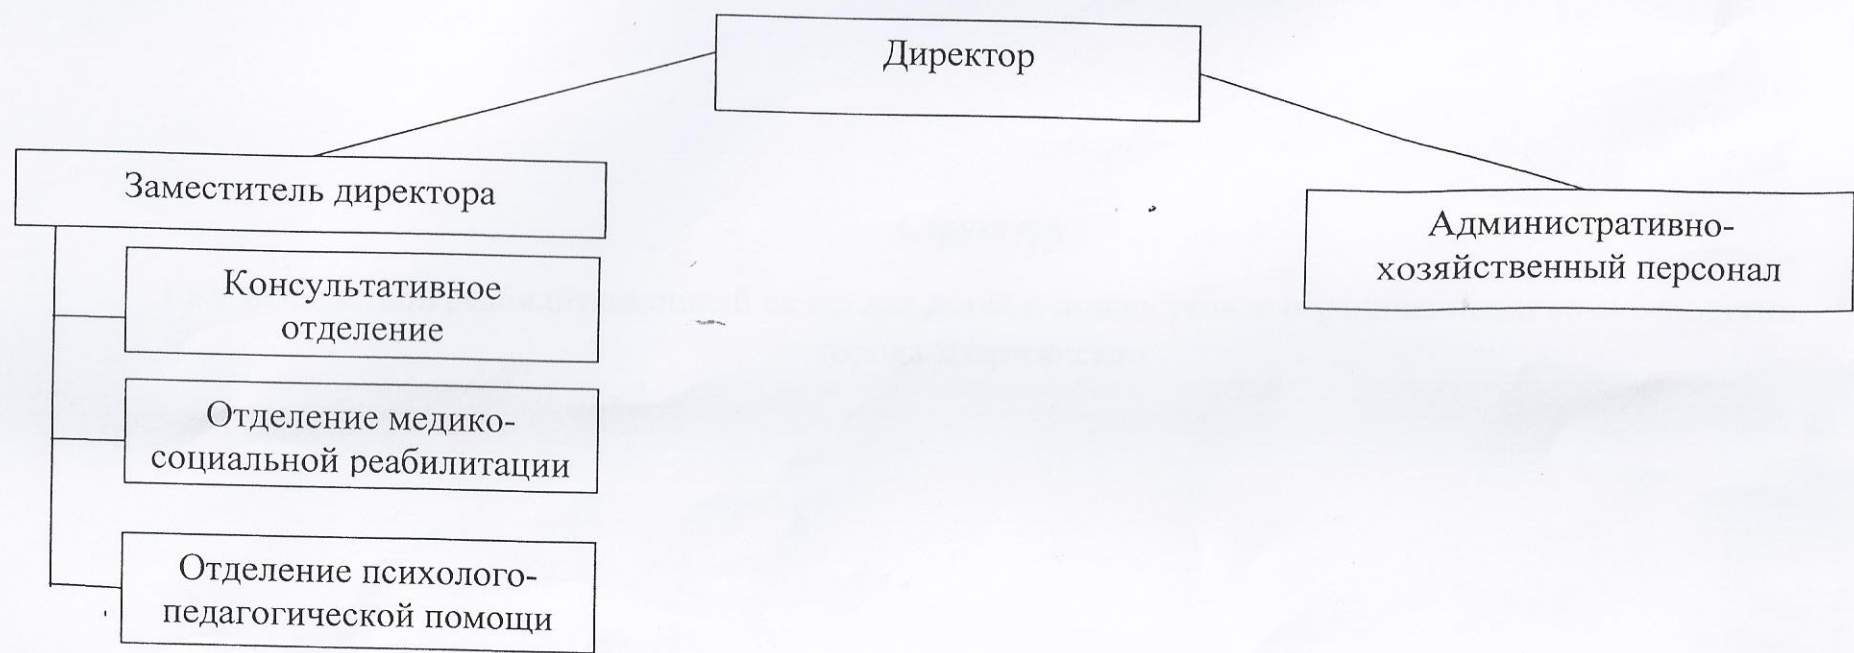 Директор
Заместитель директора
Административно-
хозяйственный персонал
Консультативное
отделение
Отделение медико-
социальной реабилитации
Отделение психолого-
педагогической помощи